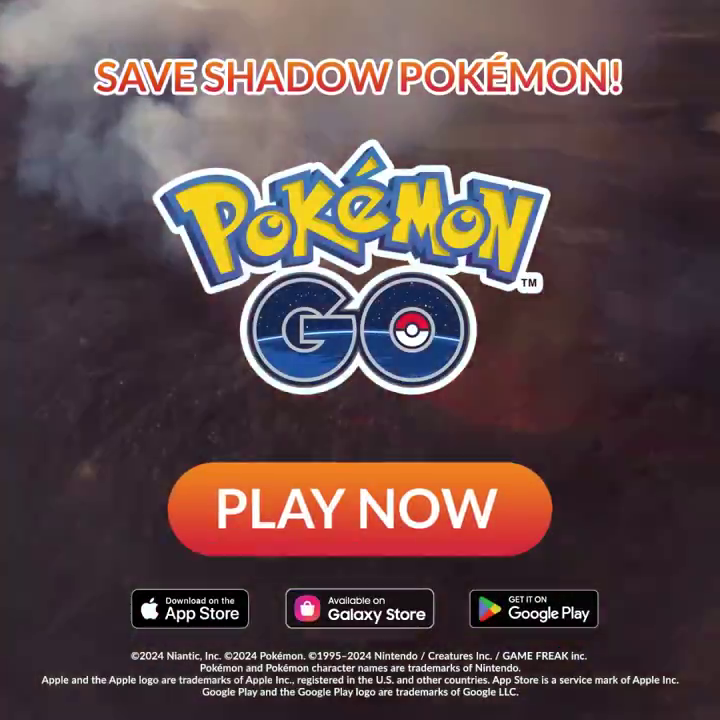 SAVE SHADOW POKÉMON!
POKéMON
TM
GO
PLAY NOW
Download on the
App Store
Available on
Galaxy Store
GET IT ON
Google Play
©2024 Niantic, Inc. ©2024 Pokémon. ©1995–2024 Nintendo / Creatures Inc. / GAME FREAK inc.
Pokémon and Pokémon character names are trademarks of Nintendo.
Apple and the Apple logo are trademarks of Apple Inc., registered in the U.S. and other countries. App Store is a service mark of Apple Inc.
Google Play and the Google Play logo are trademarks of Google LLC.